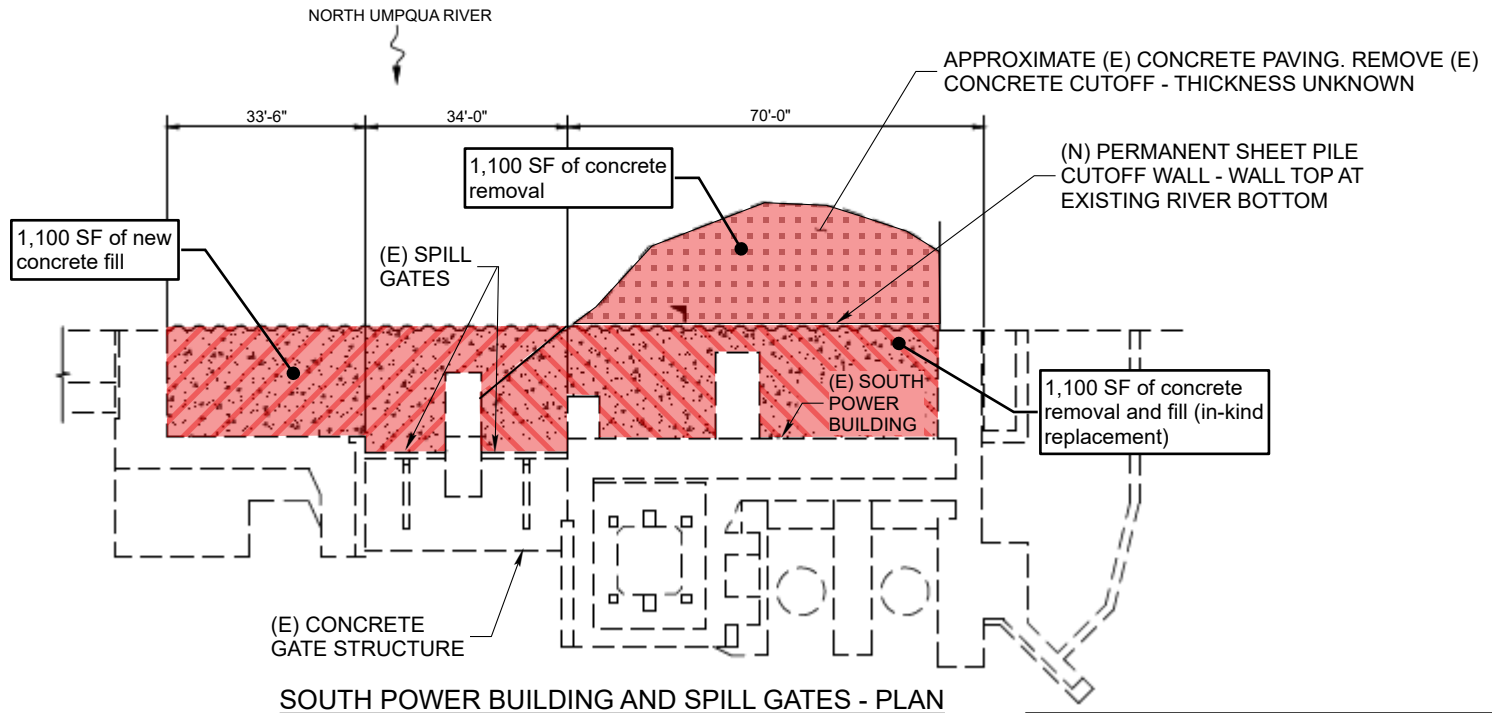 NORTH UMPQUA RIVER
APPROXIMATE (E) CONCRETE PAVING. REMOVE (E)
CONCRETE CUTOFF - THICKNESS UNKNOWN
33'-6"
34'-0"
70'-0"
1,100 SF of concrete
removal
(N) PERMANENT SHEET PILE
CUTOFF WALL - WALL TOP AT
EXISTING RIVER BOTTOM
1,100 SF of new
concrete fill
(E) SPILL
GATES
(E) SOUTH
POWER
BUILDING
1,100 SF of concrete
removal and fill (in-kind
replacement)
(E) CONCRETE
GATE STRUCTURE
SOUTH POWER BUILDING AND SPILL GATES - PLAN